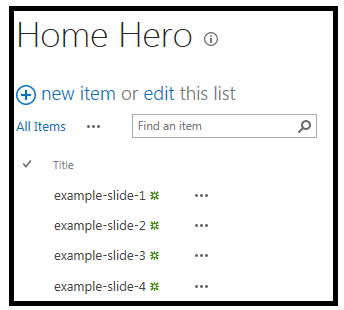 Home Hero
new item or edit this list
All Items ••• Find an item
Title
example-slide-1 •••
example-slide-2 •••
example-slide-3 •••
example-slide-4 •••